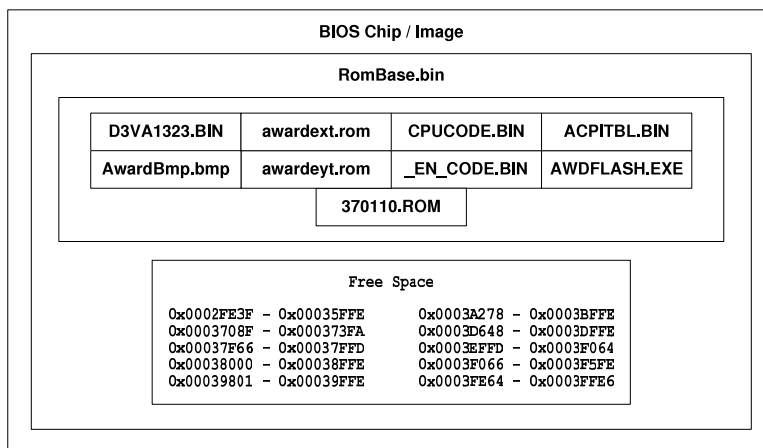 BIOS Chip / Image
RomBase.bin
D3VA1323.BIN awardext.rom CPUCODE.BIN ACPITBL.BIN
AwardBmp.bmp awardeyt.rom _EN_CODE.BIN AWDFLASH.EXE
370110.ROM
Free Space
0x0002FE3F - 0x00035FFE 0x0003A278 - 0x0003BFFE
0x0003708F - 0x000373FA 0x0003D648 - 0x0003DFFE
0x00037F66 - 0x00037FFD 0x0003EFFD - 0x0003F064
0x00038000 - 0x00038FFE 0x0003F066 - 0x0003F5FE
0x00039801 - 0x00039FFE 0x0003FE64 - 0x0003FFE6